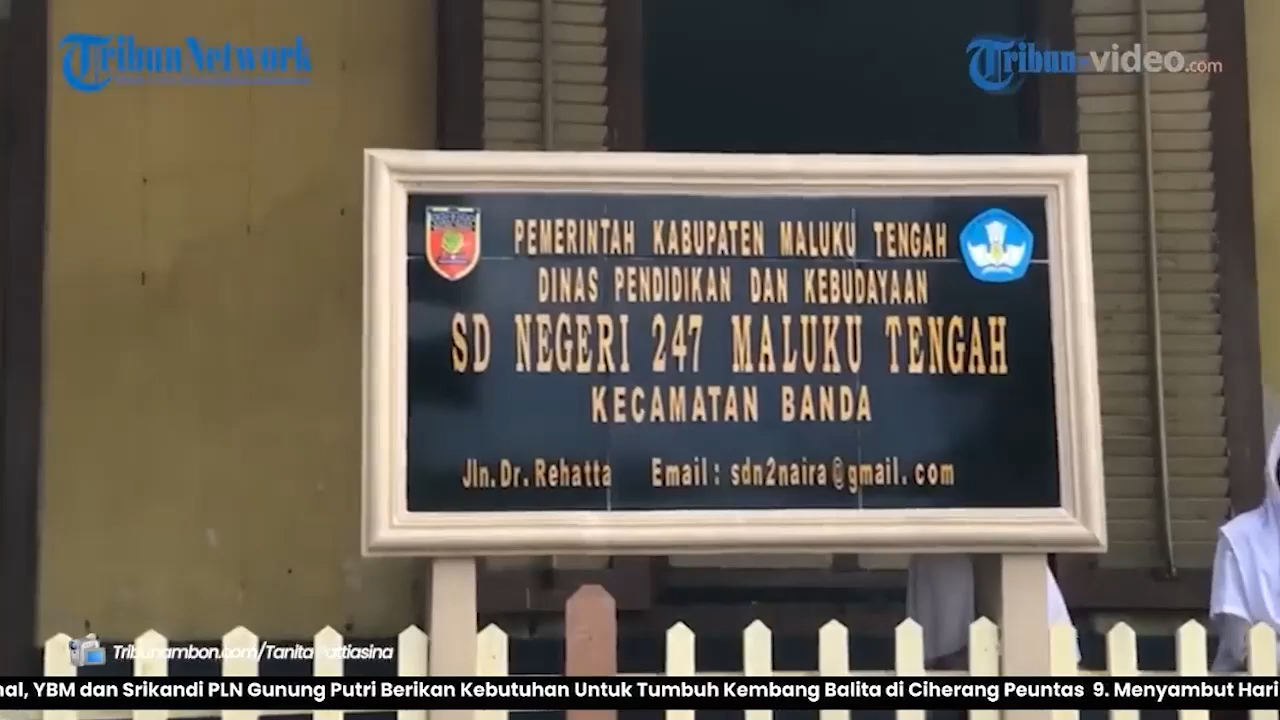 Tribun Network
Tribun-video.com
PEMERINTAH KABUPATEN MALUKU TENGAH
DINAS PENDIDIKAN DAN KEBUDAYAAN
SD NEGERI 247 MALUKU TENGAH
KECAMATAN BANDA
Jln.Dr.Rehatta Email: sdn2naira@gmail.com
Tribunambon.com/Tanita Pattiasina
nal, YBM dan Srikandi PLN Gunung Putri Berikan Kebutuhan Untuk Tumbuh Kembang Balita di Ciherang Peuntas 9. Menyambut Hari